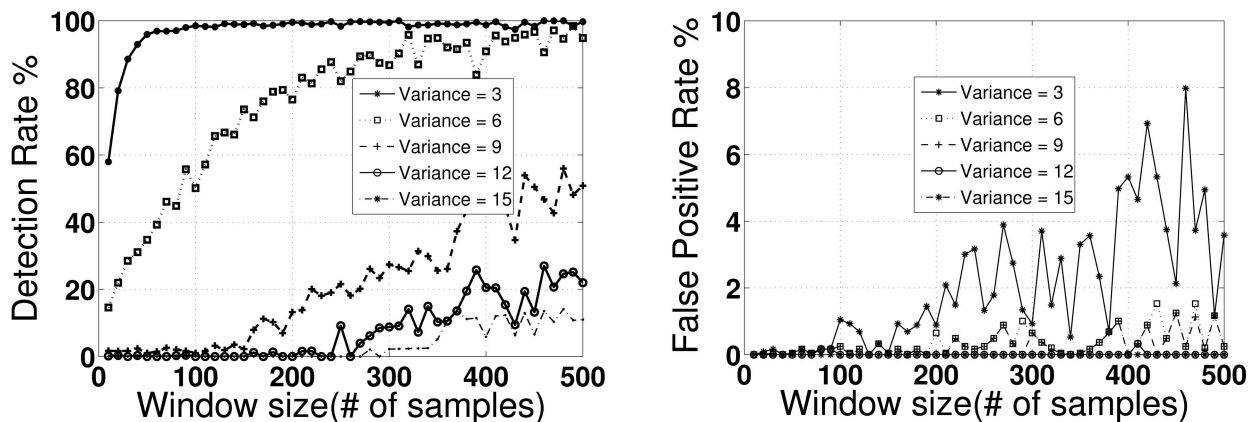 Detection Rate %
100
80
60
40
20
0
0 100 200 300 400 500
Window size(# of samples)
Variance = 3
Variance = 6
Variance = 9
Variance = 12
Variance = 15
False Positive Rate %
10
8
6
4
2
0
0 100 200 300 400 500
Window size(# of samples)
Variance = 3
Variance = 6
Variance = 9
Variance = 12
Variance = 15